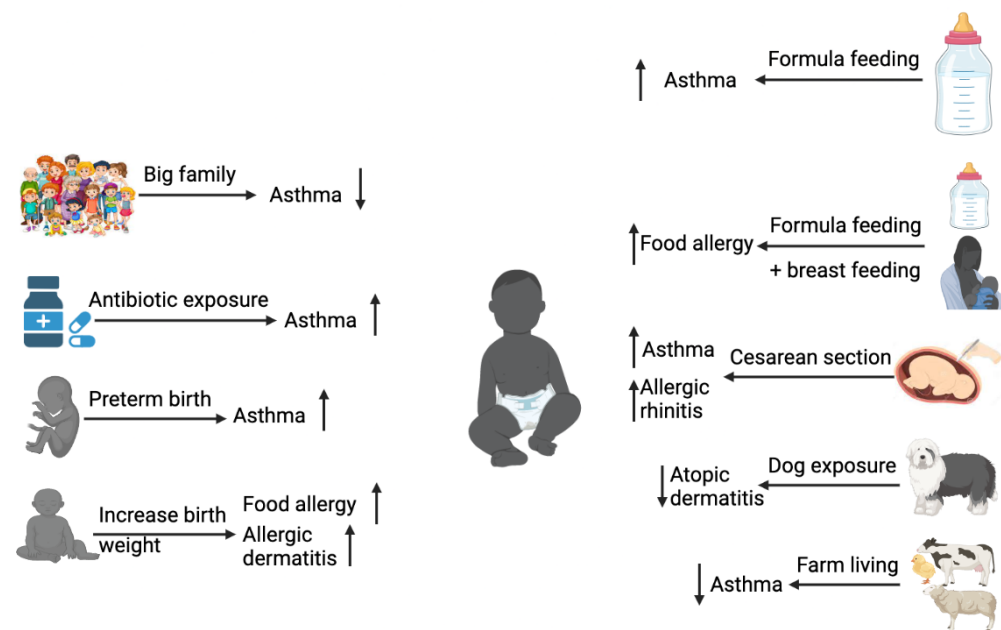 Big family
Asthma
Antibiotic exposure
Asthma
Preterm birth
Asthma
Increase birth
weight
Food allergy
Allergic
dermatitis
Formula feeding
Asthma
Formula feeding
+ breast feeding
Food allergy
Cesarean section
Asthma
Allergic
rhinitis
Dog exposure
Atopic
dermatitis
Farm living
Asthma